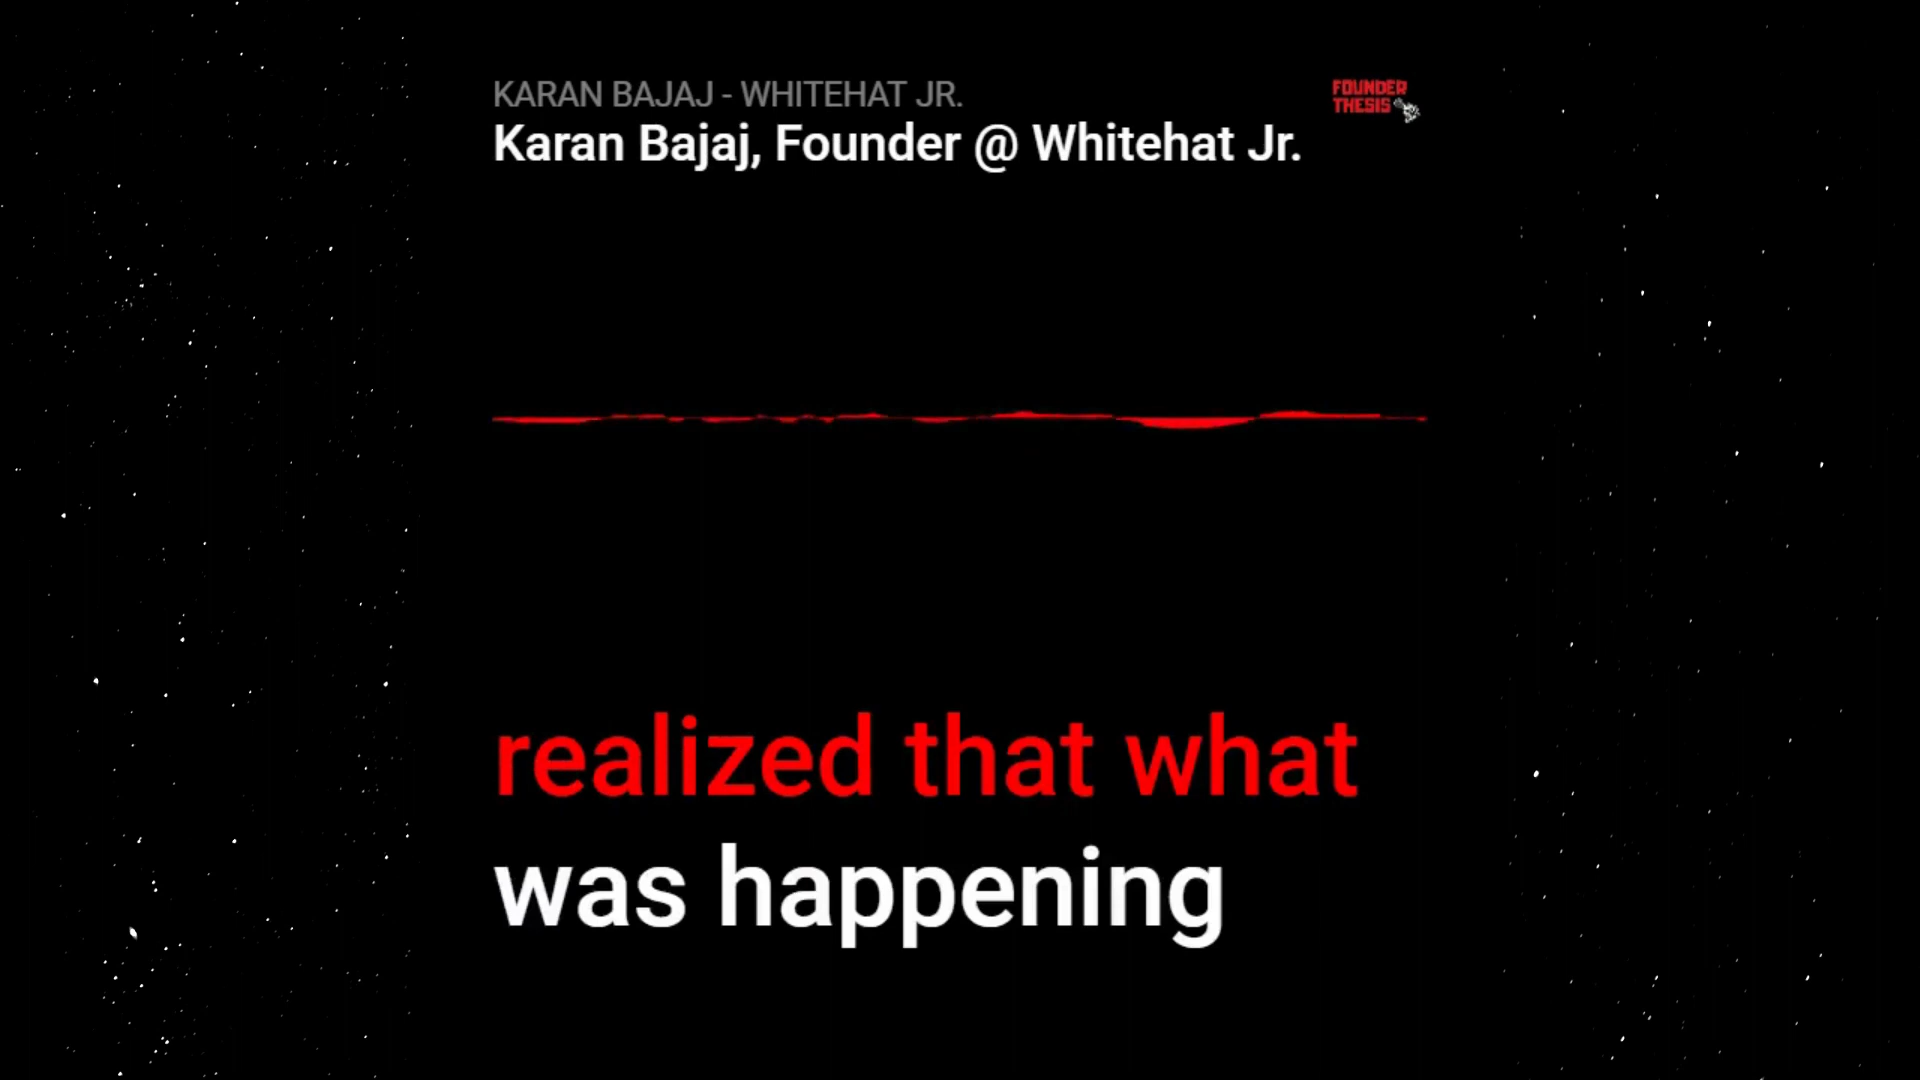 KARAN BAJAJ - WHITEHAT JR.
Karan Bajaj, Founder @ Whitehat Jr.
FOUNDER
THESIS
realized that what
was happening